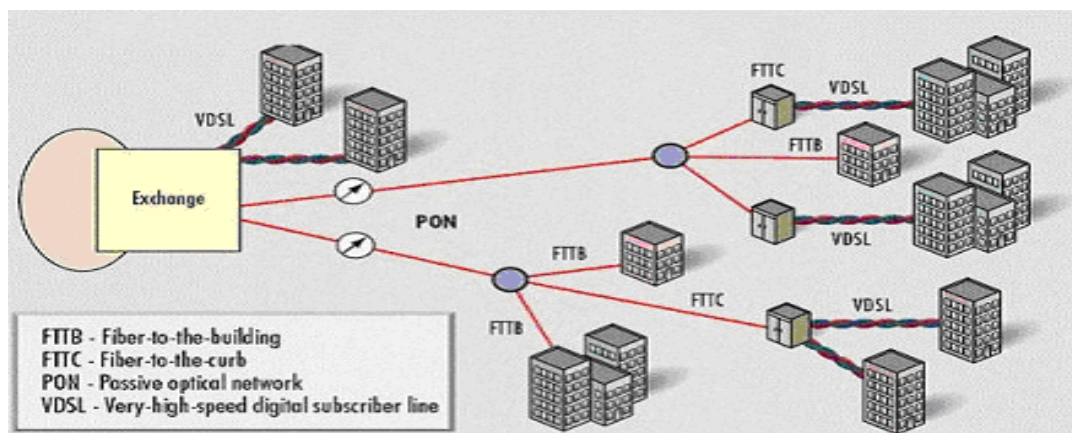 FTTC
VDSL
VDSL
FTTB
Exchange
PON
VDSL
FTTB
FTTC
VDSL
FTTB
FTTB - Fiber-to-the-building
FTTC - Fiber-to-the-curb
PON - Passive optical network
VDSL - Very-high-speed digital subscriber line